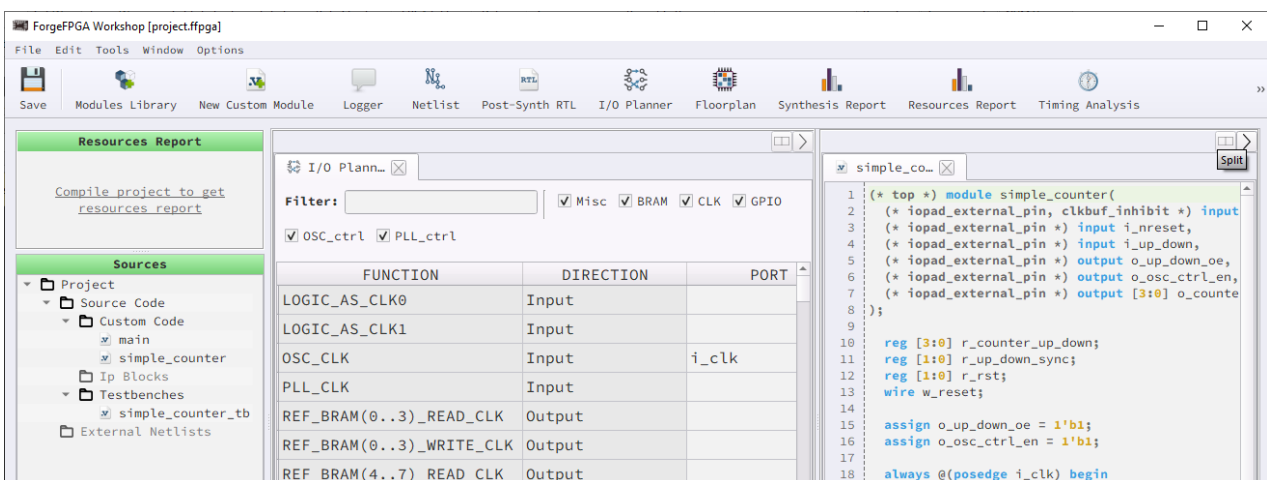 ForgeFPGA Workshop [project.ffpga]
File Edit Tools Window Options
Save Modules Library New Custom Module Logger Netlist Post-Synth RTL I/O Planner Floorplan Synthesis Report Resources Report Timing Analysis »
RTL
Resources Report
Compile project to get
resources report
Sources
Project
Source Code
Custom Code
main
simple_counter
Ip Blocks
Testbenches
simple_counter_tb
External Netlists
I/O Plann…
Filter: Misc BRAM CLK GPIO
OSC_ctrl PLL_ctrl
FUNCTION DIRECTION PORT
LOGIC_AS_CLK0 Input
LOGIC_AS_CLK1 Input
OSC_CLK Input i_clk
PLL_CLK Input
REF_BRAM(0..3)_READ_CLK Output
REF_BRAM(0..3)_WRITE_CLK Output
REF_BRAM(4..7)_READ_CLK Output
Split
simple_co…
1 (* top *) module simple_counter(
2 (* iopad_external_pin, clkbuf_inhibit *) input
3 (* iopad_external_pin *) input i_nreset,
4 (* iopad_external_pin *) input i_up_down,
5 (* iopad_external_pin *) output o_up_down_oe,
6 (* iopad_external_pin *) output o_osc_ctrl_en,
7 (* iopad_external_pin *) output [3:0] o_counte
8 );
9
10 reg [3:0] r_counter_up_down;
11 reg [1:0] r_up_down_sync;
12 reg [1:0] r_rst;
13 wire w_reset;
14
15 assign o_up_down_oe = 1'b1;
16 assign o_osc_ctrl_en = 1'b1;
17
18 always @(posedge i_clk) begin